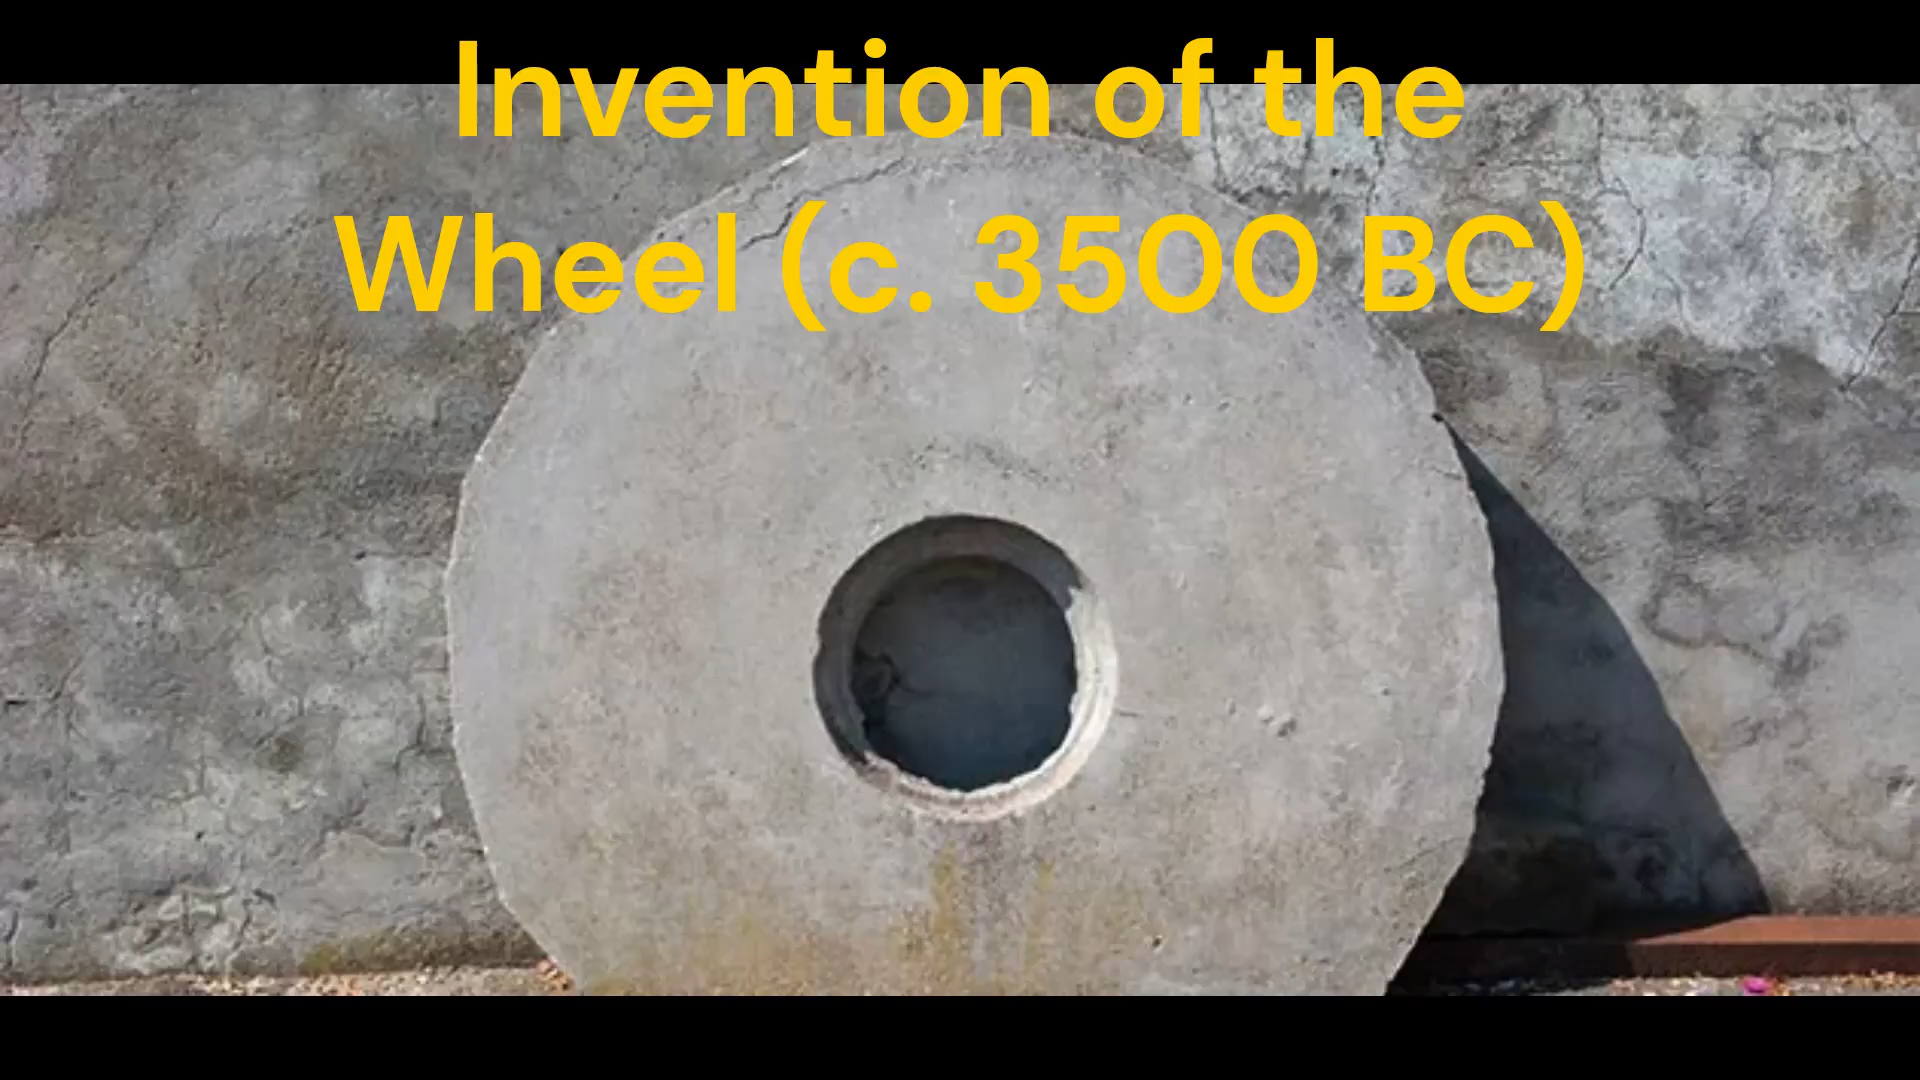 Invention of the
Wheel (c. 3500 BC)